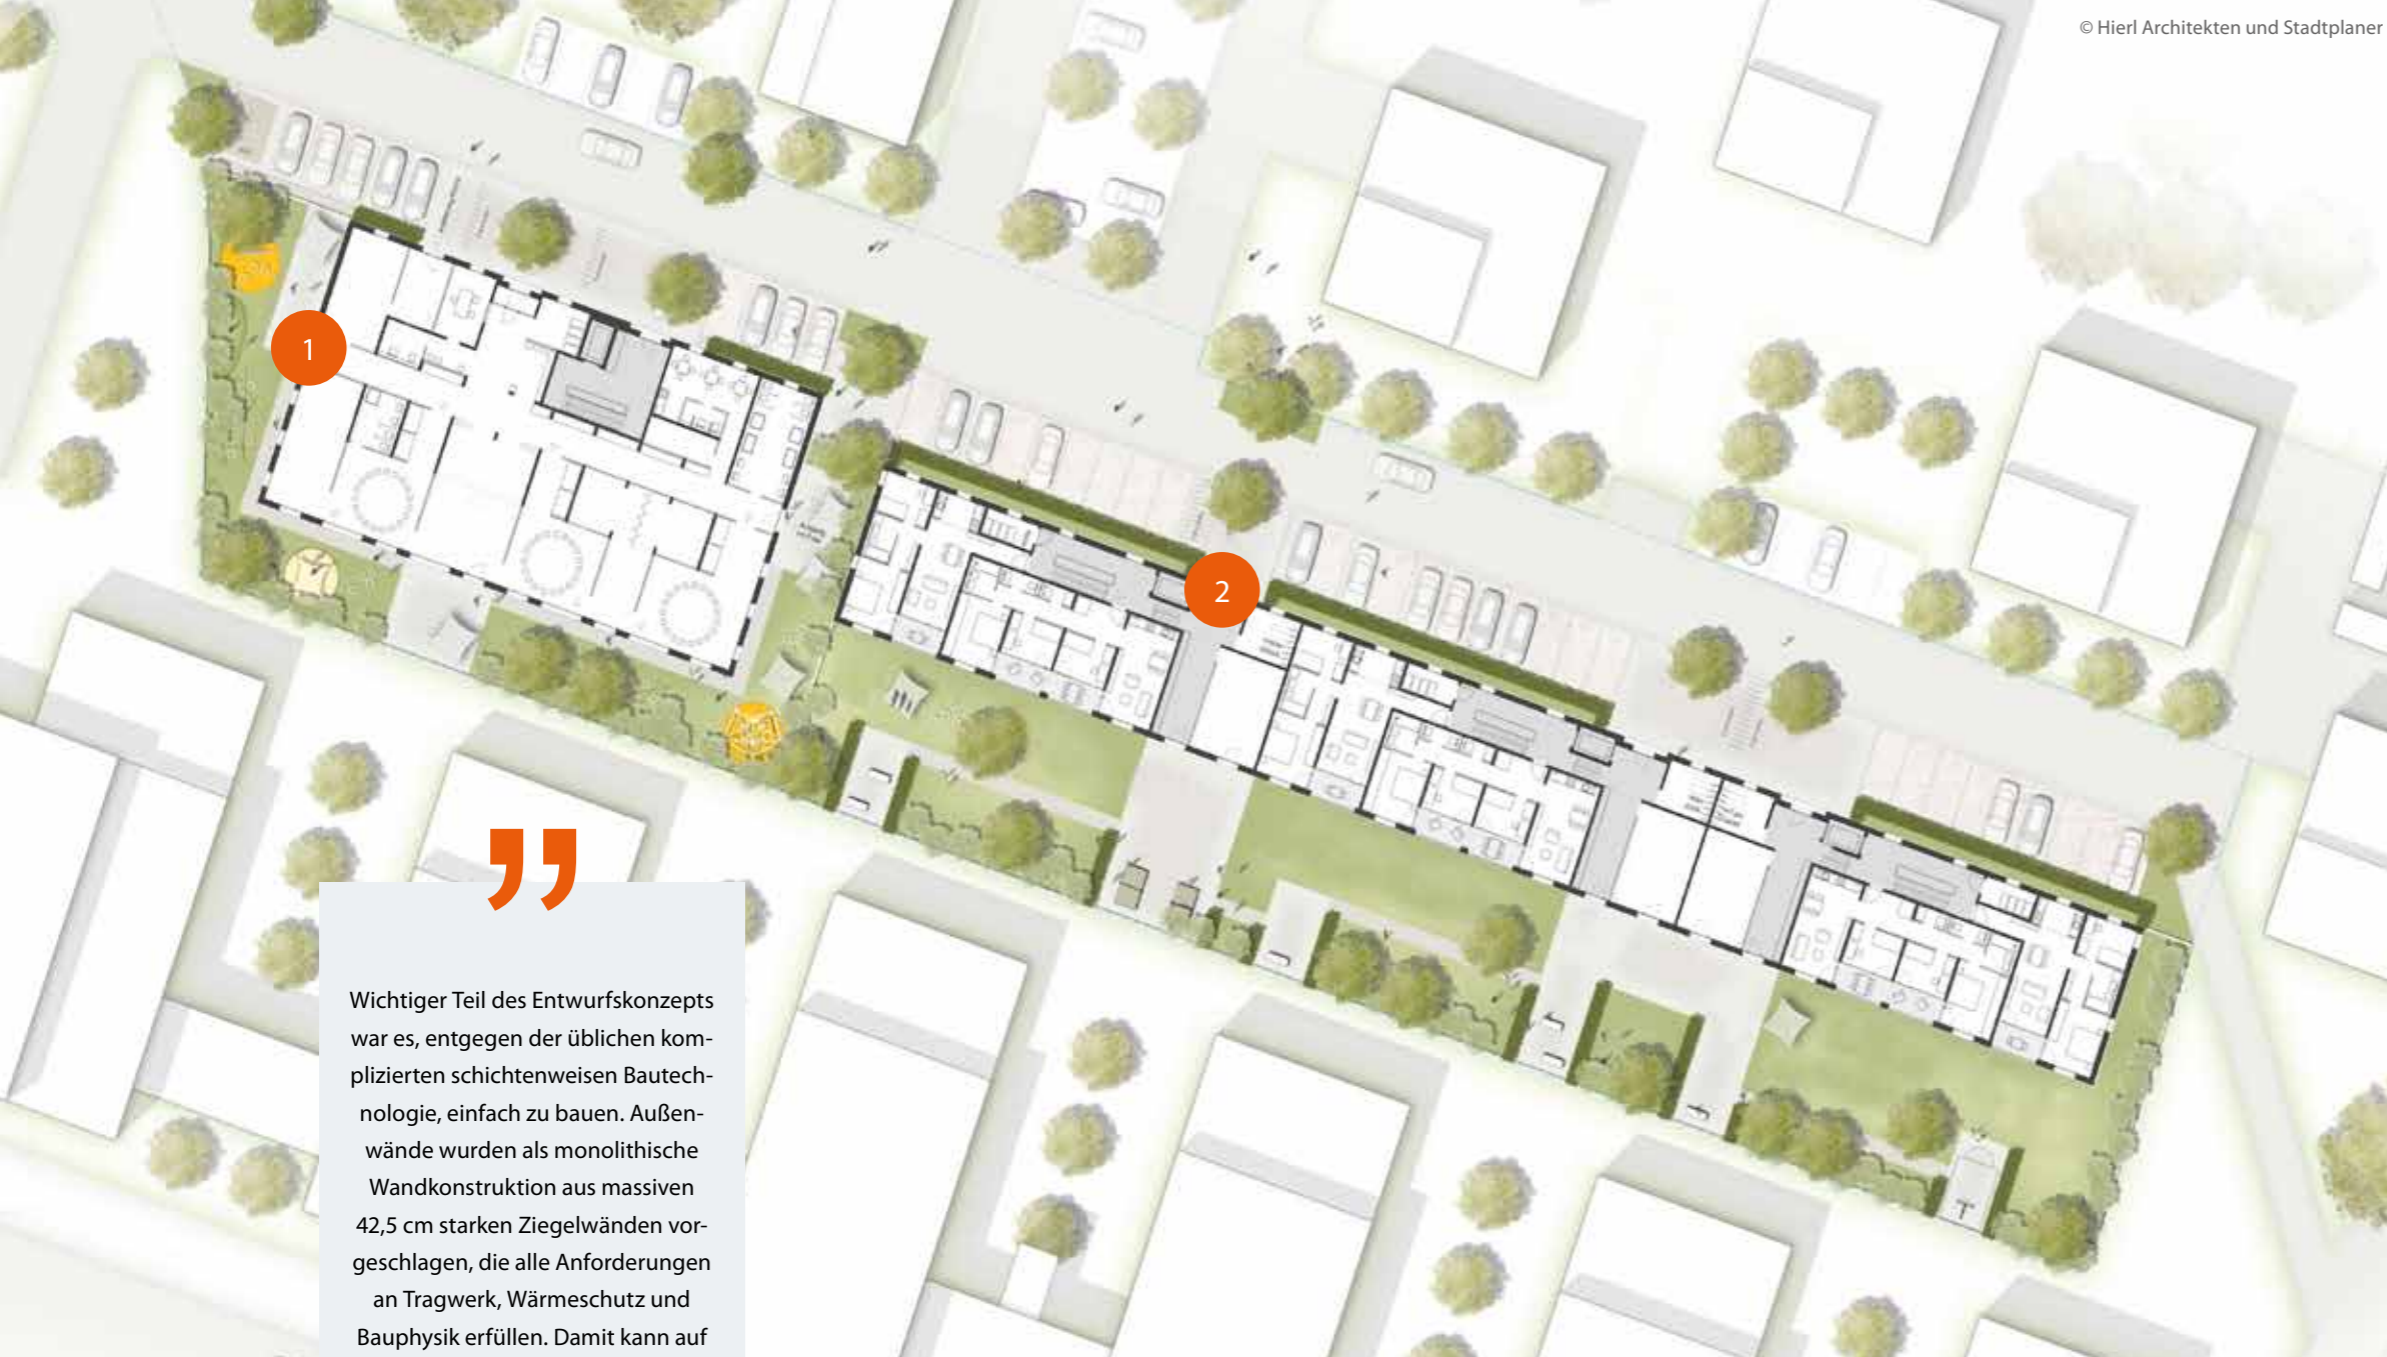 © Hierl Architekten und Stadtplaner
1
2
”
Wichtiger Teil des Entwurfskonzepts
war es, entgegen der üblichen kom-
plizierten schichtenweisen Bautech-
nologie, einfach zu bauen. Außen-
wände wurden als monolithische
Wandkonstruktion aus massiven
42,5 cm starken Ziegelwänden vor-
geschlagen, die alle Anforderungen
an Tragwerk, Wärmeschutz und
Bauphysik erfüllen. Damit kann auf